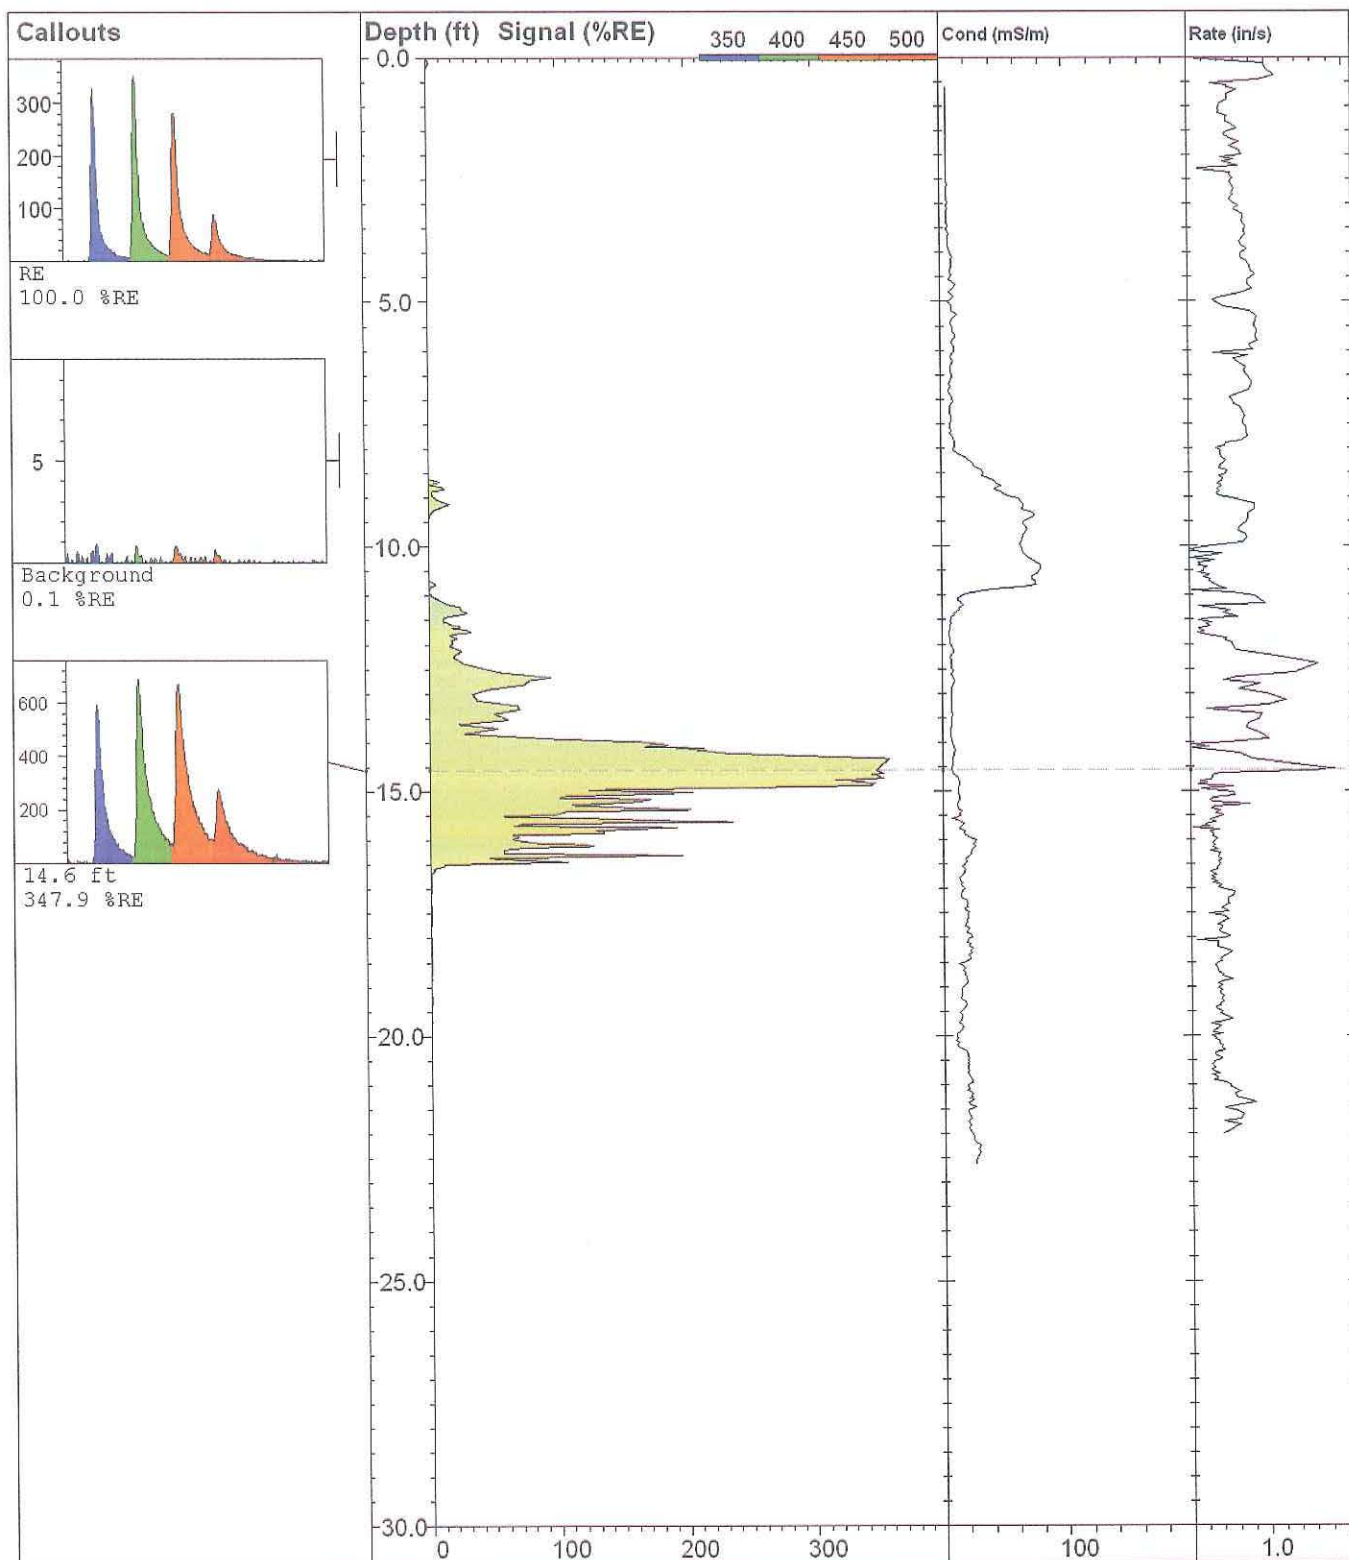 Callouts
Depth (ft) Signal (%RE)
350 400 450 500
Cond (mS/m)
Rate (in/s)
300
200
100
RE
100.0 %RE
5
Background
0.1 %RE
600
400
200
14.6 ft
347.9 %RE
0.0
5.0
10.0
15.0
20.0
25.0
30.0
0 100 200 300
100
1.0